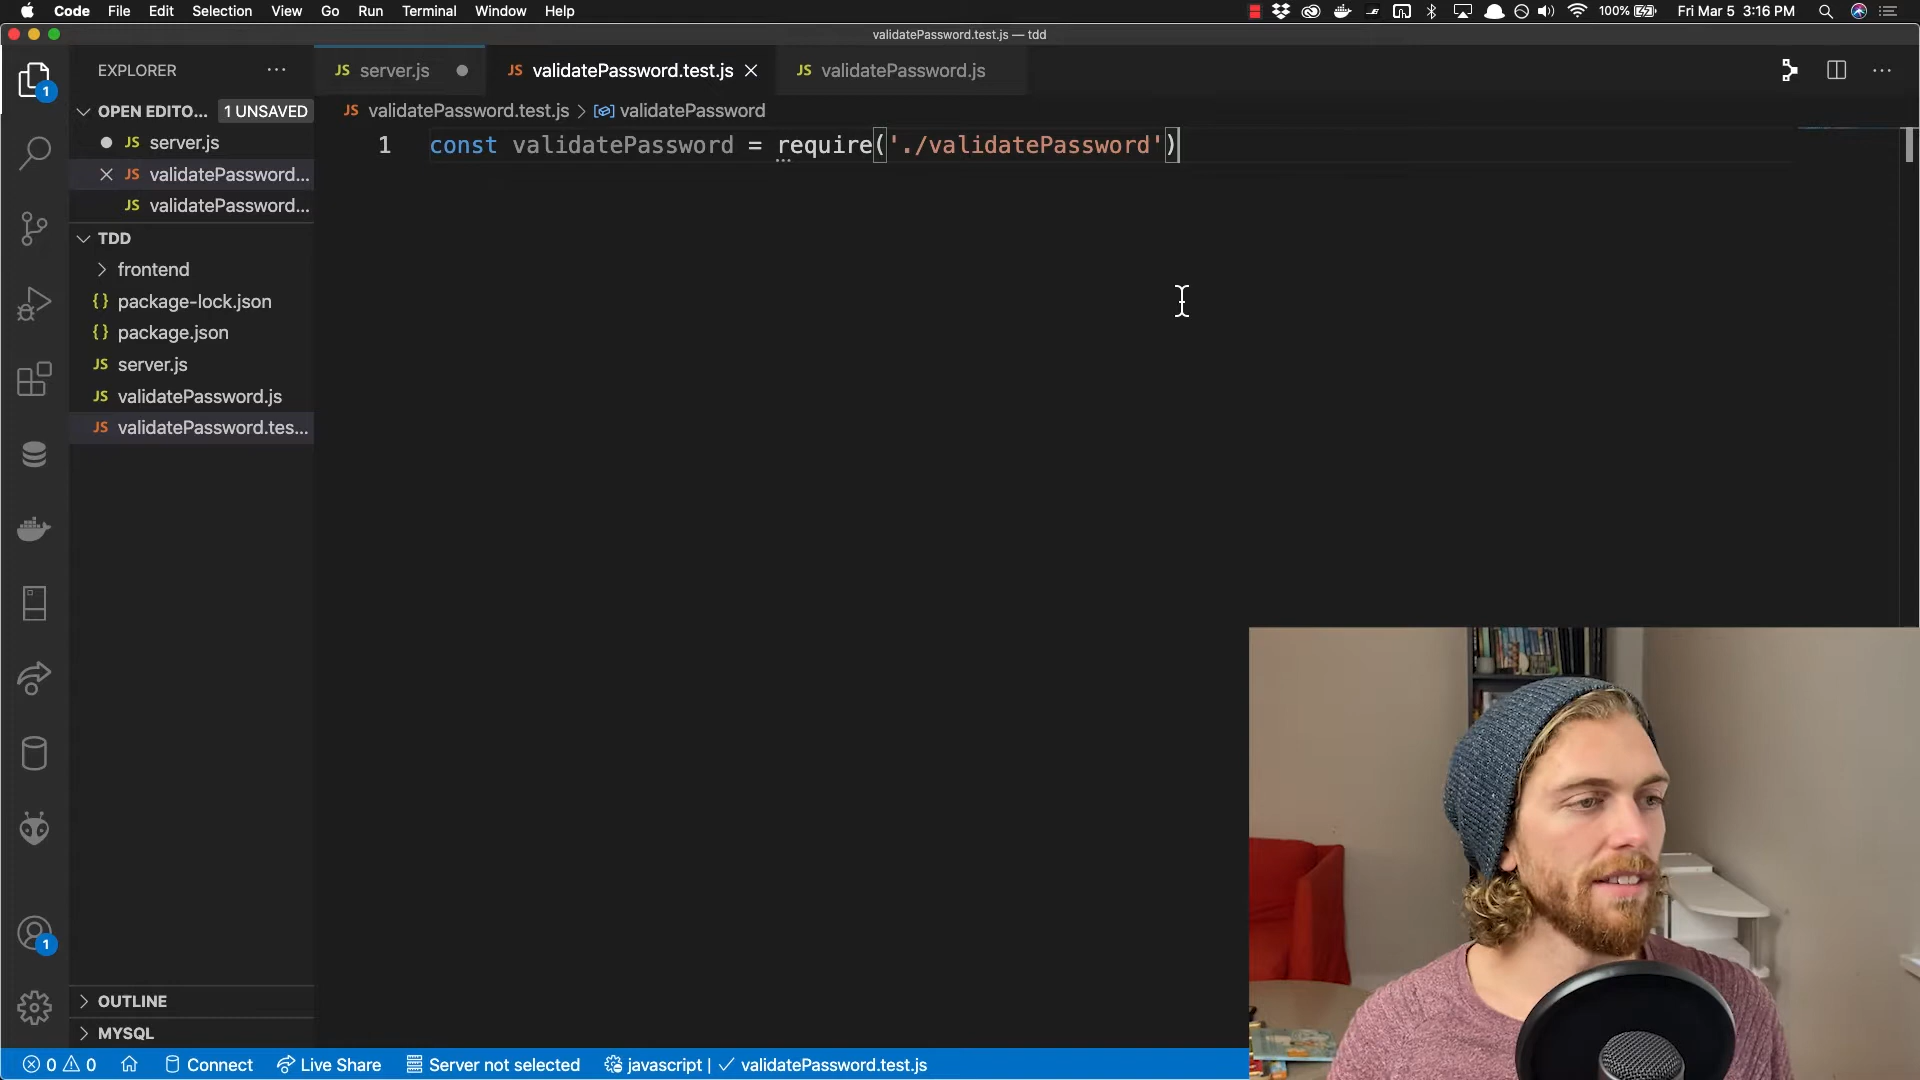 Code File Edit Selection View Go Run Terminal Window Help 100% Fri Mar 5 3:16 PM
validatePassword.test.js — tdd
EXPLORER ··· JS server.js JS validatePassword.test.js JS validatePassword.js ···
1
OPEN EDITO... 1 UNSAVED JS validatePassword.test.js > validatePassword
JS server.js
1 const validatePassword = require('./validatePassword')
JS validatePassword...
JS validatePassword...
TDD
frontend
{} package-lock.json
{} package.json
JS server.js
JS validatePassword.js
JS validatePassword.tes...
1
OUTLINE
MYSQL
0 0 Connect Live Share Server not selected javascript | ✓ validatePassword.test.js